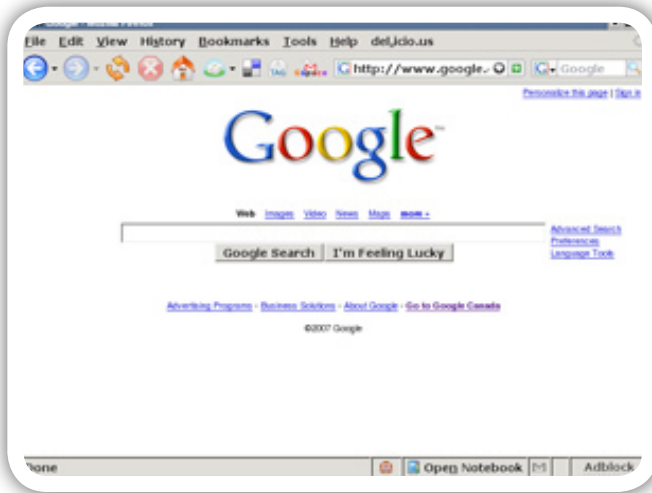 File Edit View History Bookmarks Tools Help del.icio.us
TAG http://www.google. Google
Personalize this page | Sign in
Google
Web Images Video News Maps more
Advanced Search
Preferences
Language Tools
Google Search I'm Feeling Lucky
Advertising Programs - Business Solutions - About Google - Go to Google Canada
©2007 Google
Done Open Notebook Adblock